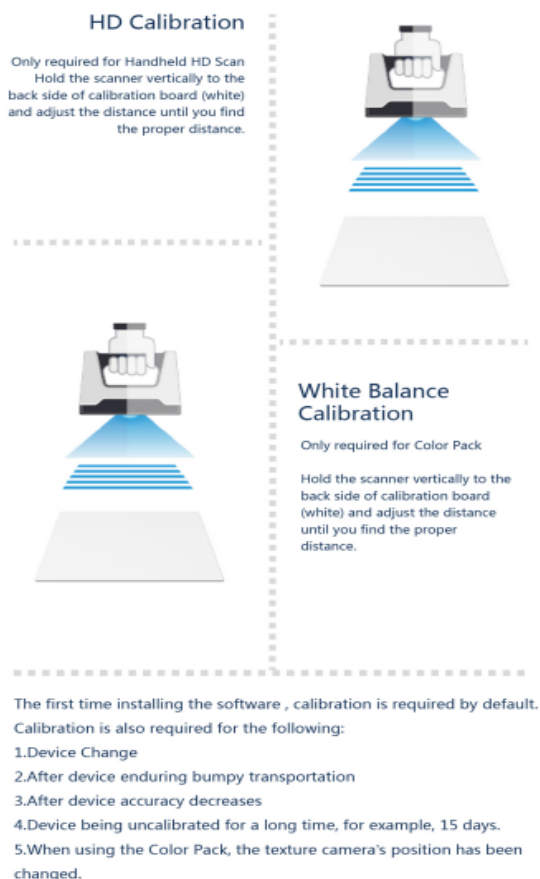 HD Calibration
Only required for Handheld HD Scan
Hold the scanner vertically to the
back side of calibration board (white)
and adjust the distance until you find
the proper distance.
White Balance
Calibration
Only required for Color Pack
Hold the scanner vertically to the
back side of calibration board
(white) and adjust the distance
until you find the proper
distance.
The first time installing the software , calibration is required by default.
Calibration is also required for the following:
1.Device Change
2.After device enduring bumpy transportation
3.After device accuracy decreases
4.Device being uncalibrated for a long time, for example, 15 days.
5.When using the Color Pack, the texture camera's position has been
changed.